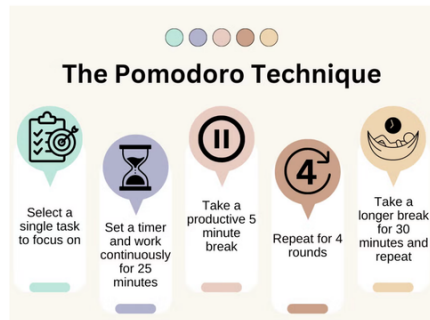 The Pomodoro Technique
Select a
single task
to focus on
Set a timer
and work
continuously
for 25
minutes
Take a
productive 5
minute
break
4
Repeat for 4
rounds
Take a
longer break
for 30
minutes and
repeat